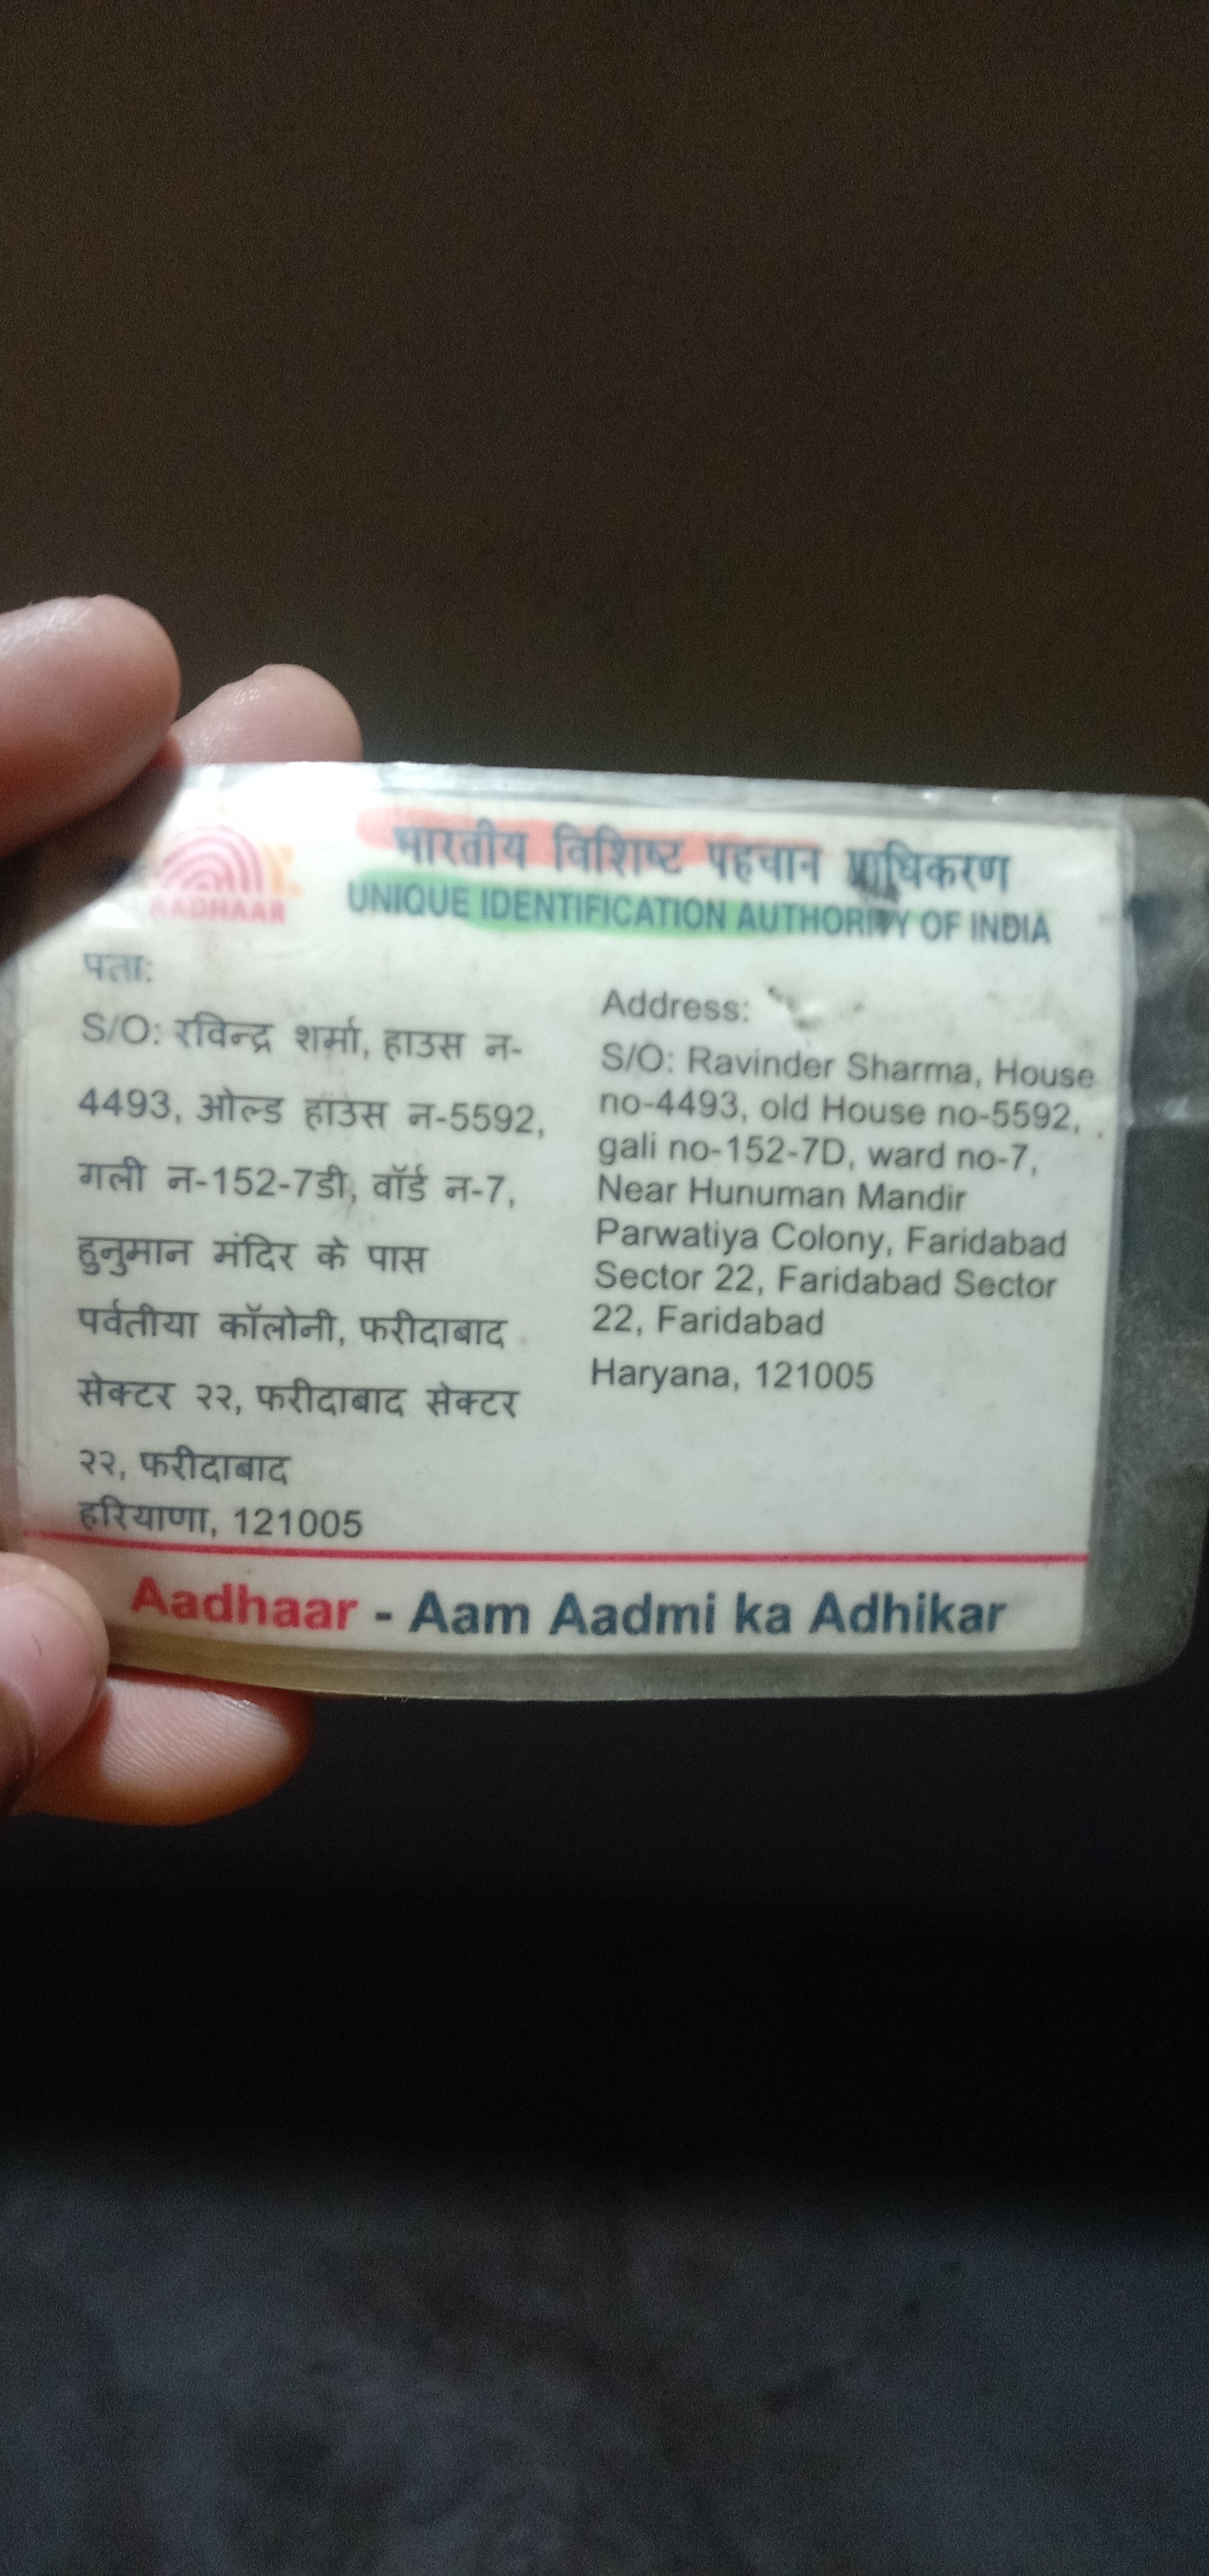 भारतीय विशिष्ट पहचान प्राधिकरण
UNIQUE IDENTIFICATION AUTHORITY OF INDIA
AADHAAR
पता:
S/O: रविन्द्र शर्मा, हाउस न-
4493, ओल्ड हाउस न-5592,
गली न-152-7डी, वॉर्ड न-7,
हुनुमान मंदिर के पास
पर्वतीया कॉलोनी, फरीदाबाद
सेक्टर २२, फरीदाबाद सेक्टर
२२, फरीदाबाद
हरियाणा, 121005
Address:
S/O: Ravinder Sharma, House
no-4493, old House no-5592,
gali no-152-7D, ward no-7,
Near Hunuman Mandir
Parwatiya Colony, Faridabad
Sector 22, Faridabad Sector
22, Faridabad
Haryana, 121005
Aadhaar - Aam Aadmi ka Adhikar